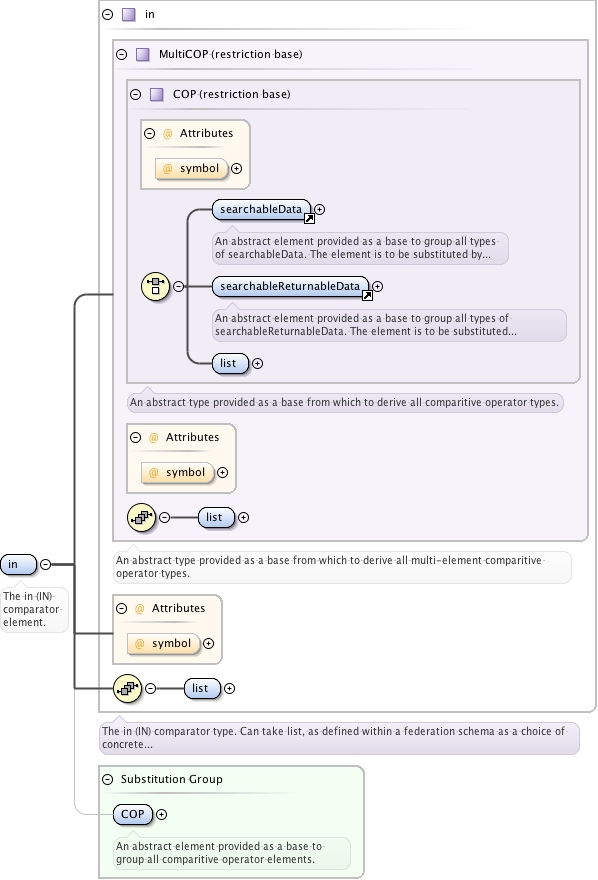 in
MultiCOP (restriction base)
COP (restriction base)
@ Attributes
@ symbol
searchableData
An abstract element provided as a base to group all types
of searchableData. The element is to be substituted by...
searchableReturnableData
An abstract element provided as a base to group all types of
searchableReturnableData. The element is to be substituted...
list
An abstract type provided as a base from which to derive all comparitive operator types.
@ Attributes
@ symbol
list
An abstract type provided as a base from which to derive all multi-element comparitive
operator types.
in
The in (IN)
comparator
element.
@ Attributes
@ symbol
list
The in (IN) comparator type. Can take list, as defined within a federation schema as a choice of
concrete...
Substitution Group
COP
An abstract element provided as a base to
group all comparitive operator elements.